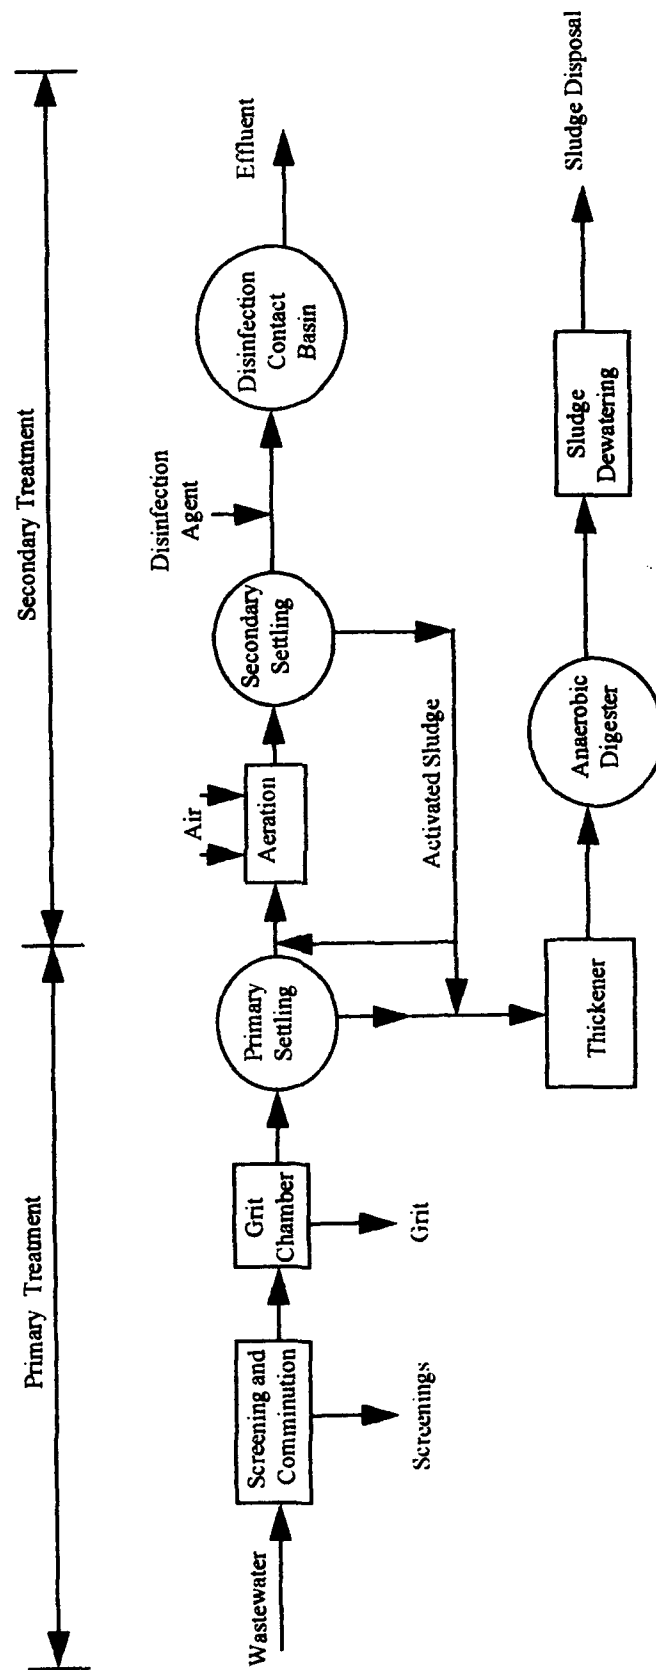 Primary Treatment
Secondary Treatment
Wastewater
Screening and
Comminution
Screenings
Grit
Chamber
Grit
Primary
Settling
Air
Aeration
Secondary
Settling
Activated Sludge
Disinfection
Agent
Disinfection
Contact
Basin
Effluent
Thickener
Anaerobic
Digester
Sludge
Dewatering
Sludge Disposal